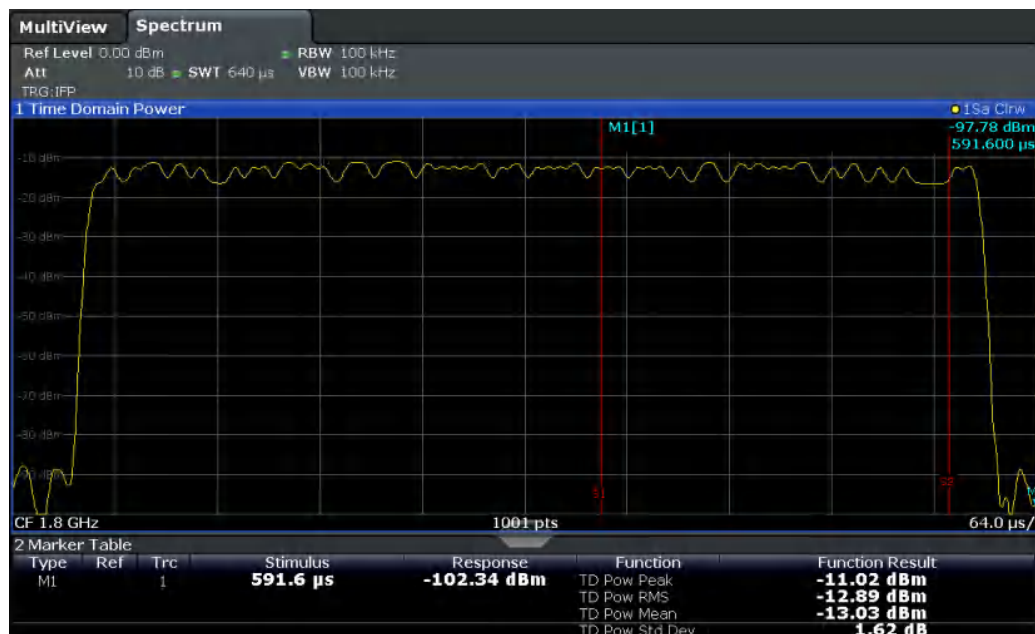 MultiView Spectrum
Ref Level 0.00 dBm RBW 100 kHz
Att 10 dB SWT 640 µs VBW 100 kHz
TRG:IFP
1 Time Domain Power 1Sa Clrw
M1[1] -97.78 dBm
591.600 µs
-10 dBm
-20 dBm
-30 dBm
-40 dBm
-50 dBm
-60 dBm
-70 dBm
-80 dBm
S1
S2
CF 1.8 GHz 1001 pts 64.0 µs/
2 Marker Table
Type Ref Trc Stimulus Response Function Function Result
M1 1 591.6 µs -102.34 dBm TD Pow Peak -11.02 dBm
TD Pow RMS -12.89 dBm
TD Pow Mean -13.03 dBm
TD Pow Std Dev 1.62 dB